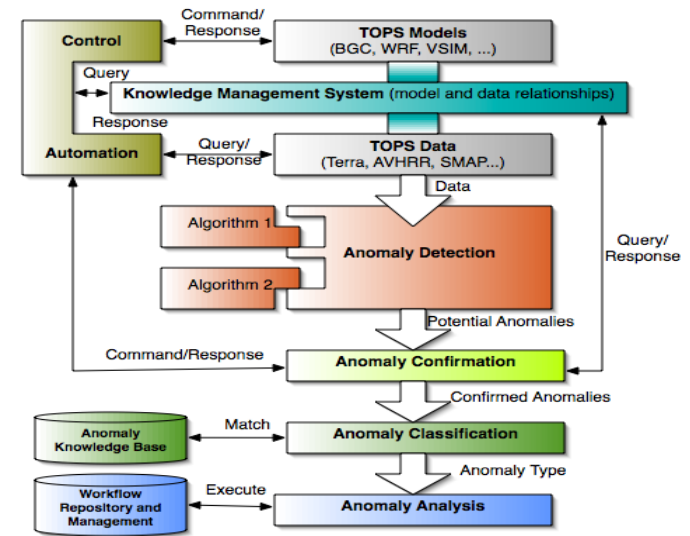 Command/
Response
Control
TOPS Models
(BGC, WRF, VSIM, ...)
Query
Knowledge Management System (model and data relationships)
Response
Automation
Query/
Response
TOPS Data
(Terra, AVHRR, SMAP...)
Data
Algorithm 1
Anomaly Detection
Algorithm 2
Query/
Response
Potential Anomalies
Command/Response
Anomaly Confirmation
Confirmed Anomalies
Anomaly
Knowledge Base
Match
Anomaly Classification
Anomaly Type
Workflow
Repository and
Management
Execute
Anomaly Analysis